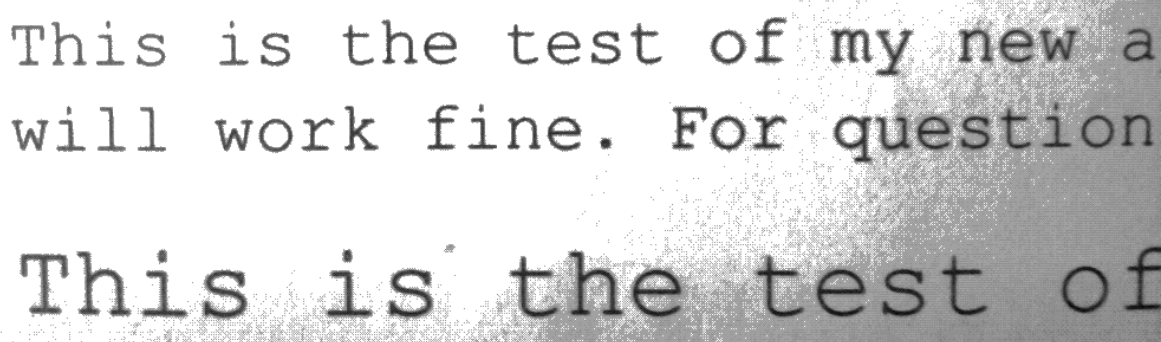 This is the test of my new a
will work fine. For question
This is the test of